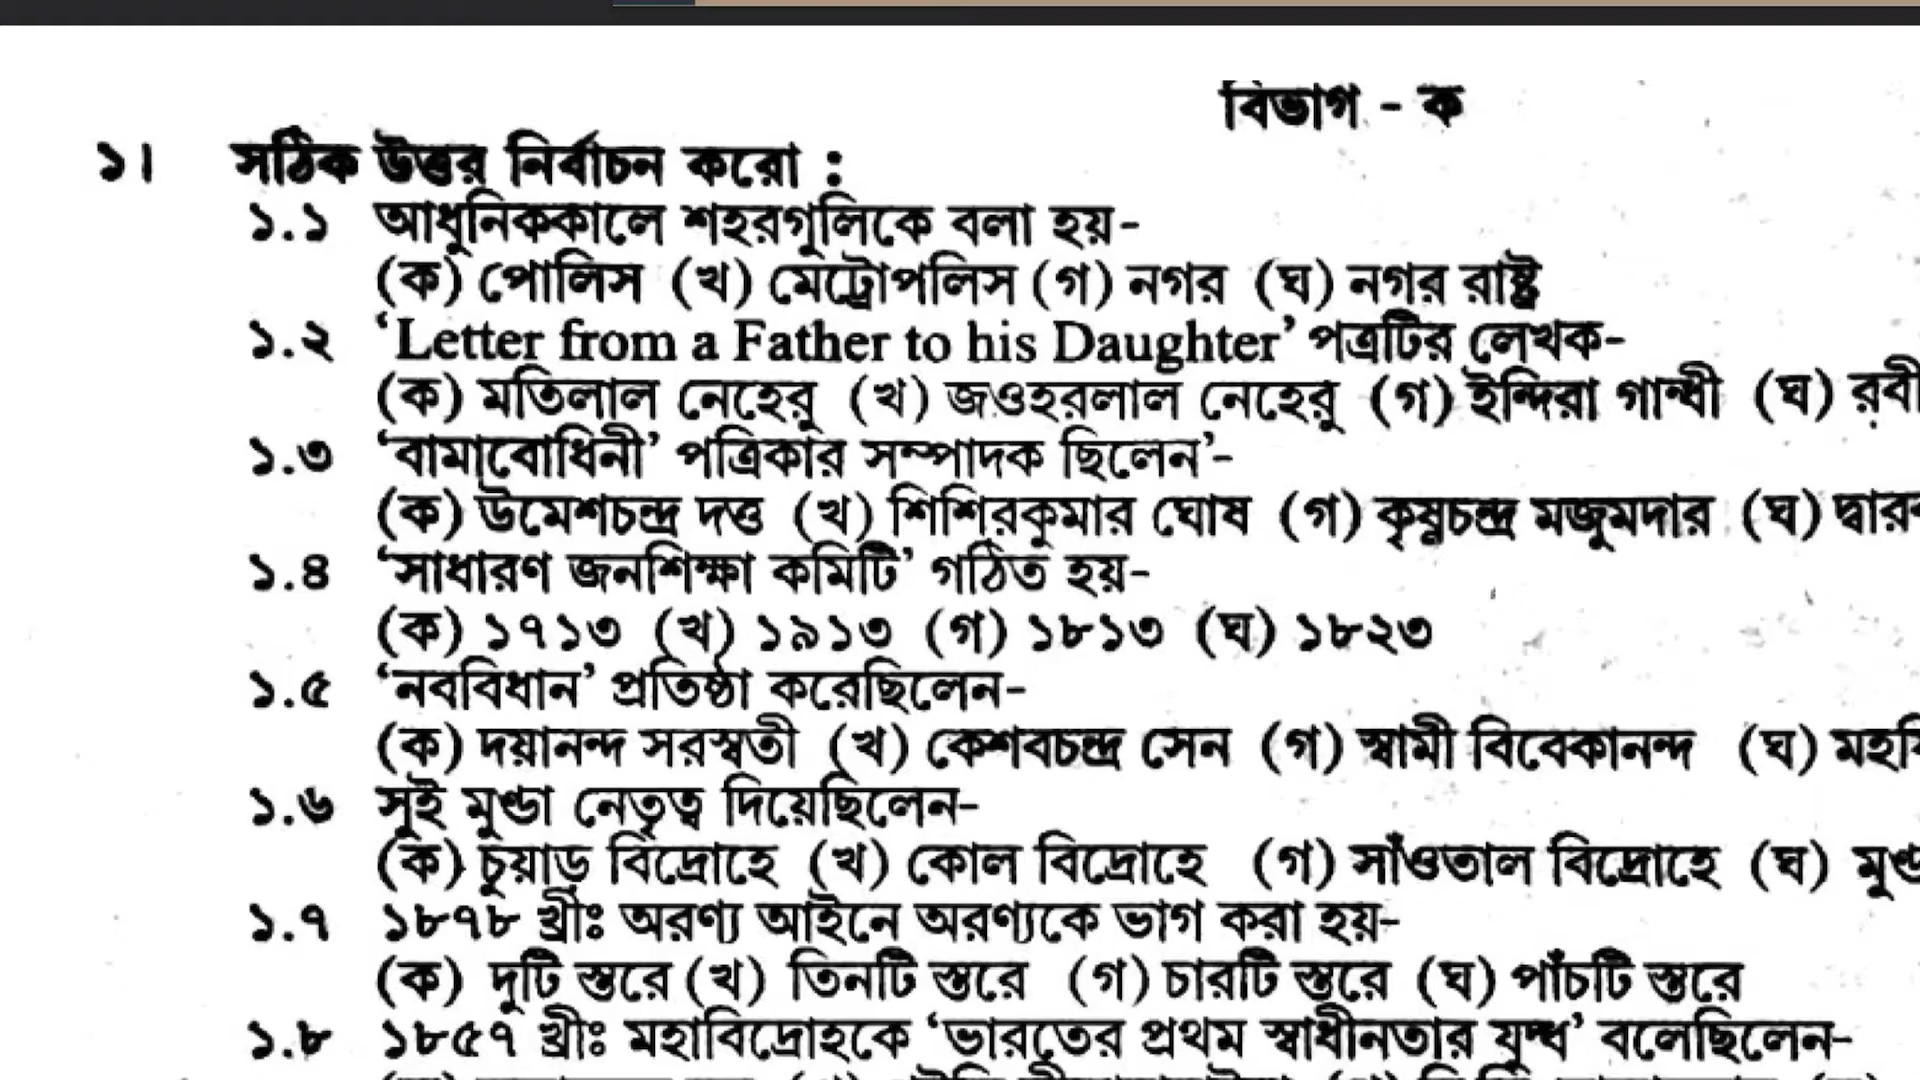 বিভাগ - ক
১। সঠিক উত্তর নির্বাচন করো :
১.১ আধুনিককালে শহরগুলিকে বলা হয়-
(ক) পোলিস (খ) মেট্রোপলিস (গ) নগর (ঘ) নগর রাষ্ট্র
১.২ ‘Letter from a Father to his Daughter’ পত্রটির লেখক-
(ক) মতিলাল নেহেরু (খ) জওহরলাল নেহেরু (গ) ইন্দিরা গান্ধী (ঘ)
১.৩ ‘বামাবোধিনী’ পত্রিকার সম্পাদক ছিলেন’-
(ক) উমেশচন্দ্র দত্ত (খ) শিশিরকুমার ঘোষ (গ) কৃষ্ণচন্দ্র মজুমদার (ঘ)
১.৪ ‘সাধারণ জনশিক্ষা কমিটি’ গঠিত হয়-
(ক) ১৭১৩ (খ) ১৯১৩ (গ) ১৮১৩ (ঘ) ১৮২৩
১.৫ ‘নববিধান’ প্রতিষ্ঠা করেছিলেন-
(ক) দয়ানন্দ সরস্বতী (খ) কেশবচন্দ্র সেন (গ) স্বামী বিবেকানন্দ (ঘ)
১.৬ সুই মুণ্ডা নেতৃত্ব দিয়েছিলেন-
(ক) চুয়াড় বিদ্রোহে (খ) কোল বিদ্রোহে (গ) সাঁওতাল বিদ্রোহে (ঘ)
১.৭ ১৮৭৮ খ্রীঃ অরণ্য আইনে অরণ্যকে ভাগ করা হয়-
(ক) দুটি স্তরে (খ) তিনটি স্তরে (গ) চারটি স্তরে (ঘ) পাঁচটি স্তরে
১.৮ ১৮৫৭ খ্রীঃ মহাবিদ্রোহকে ‘ভারতের প্রথম স্বাধীনতার যুদ্ধ’ বলেছিলেন-